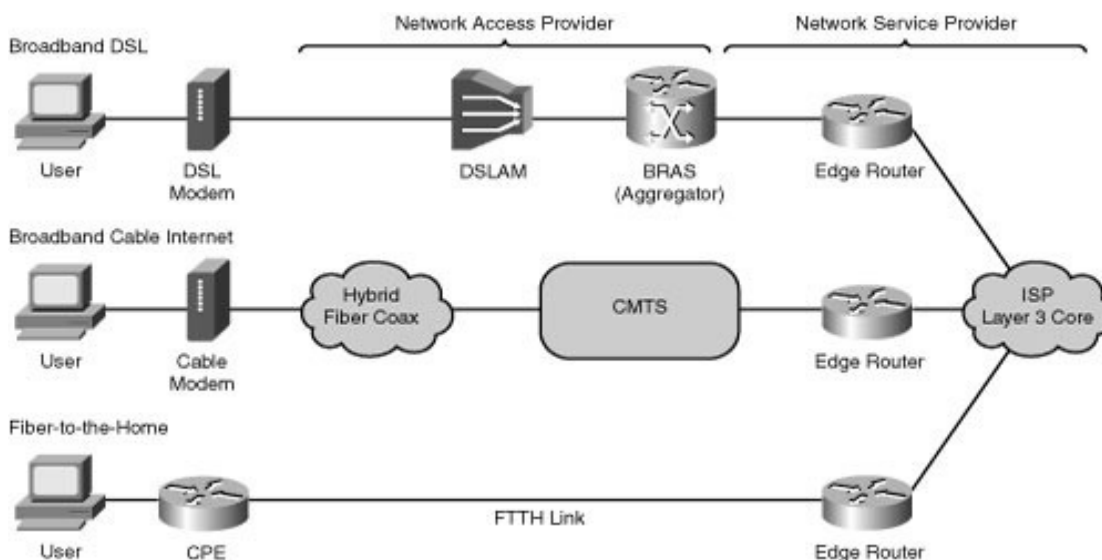 Network Access Provider
Network Service Provider
Broadband DSL
User
DSL
Modem
DSLAM
BRAS
(Aggregator)
Edge Router
Broadband Cable Internet
Hybrid
Fiber Coax
CMTS
ISP
Layer 3 Core
User
Cable
Modem
Edge Router
Fiber-to-the-Home
FTTH Link
User
CPE
Edge Router